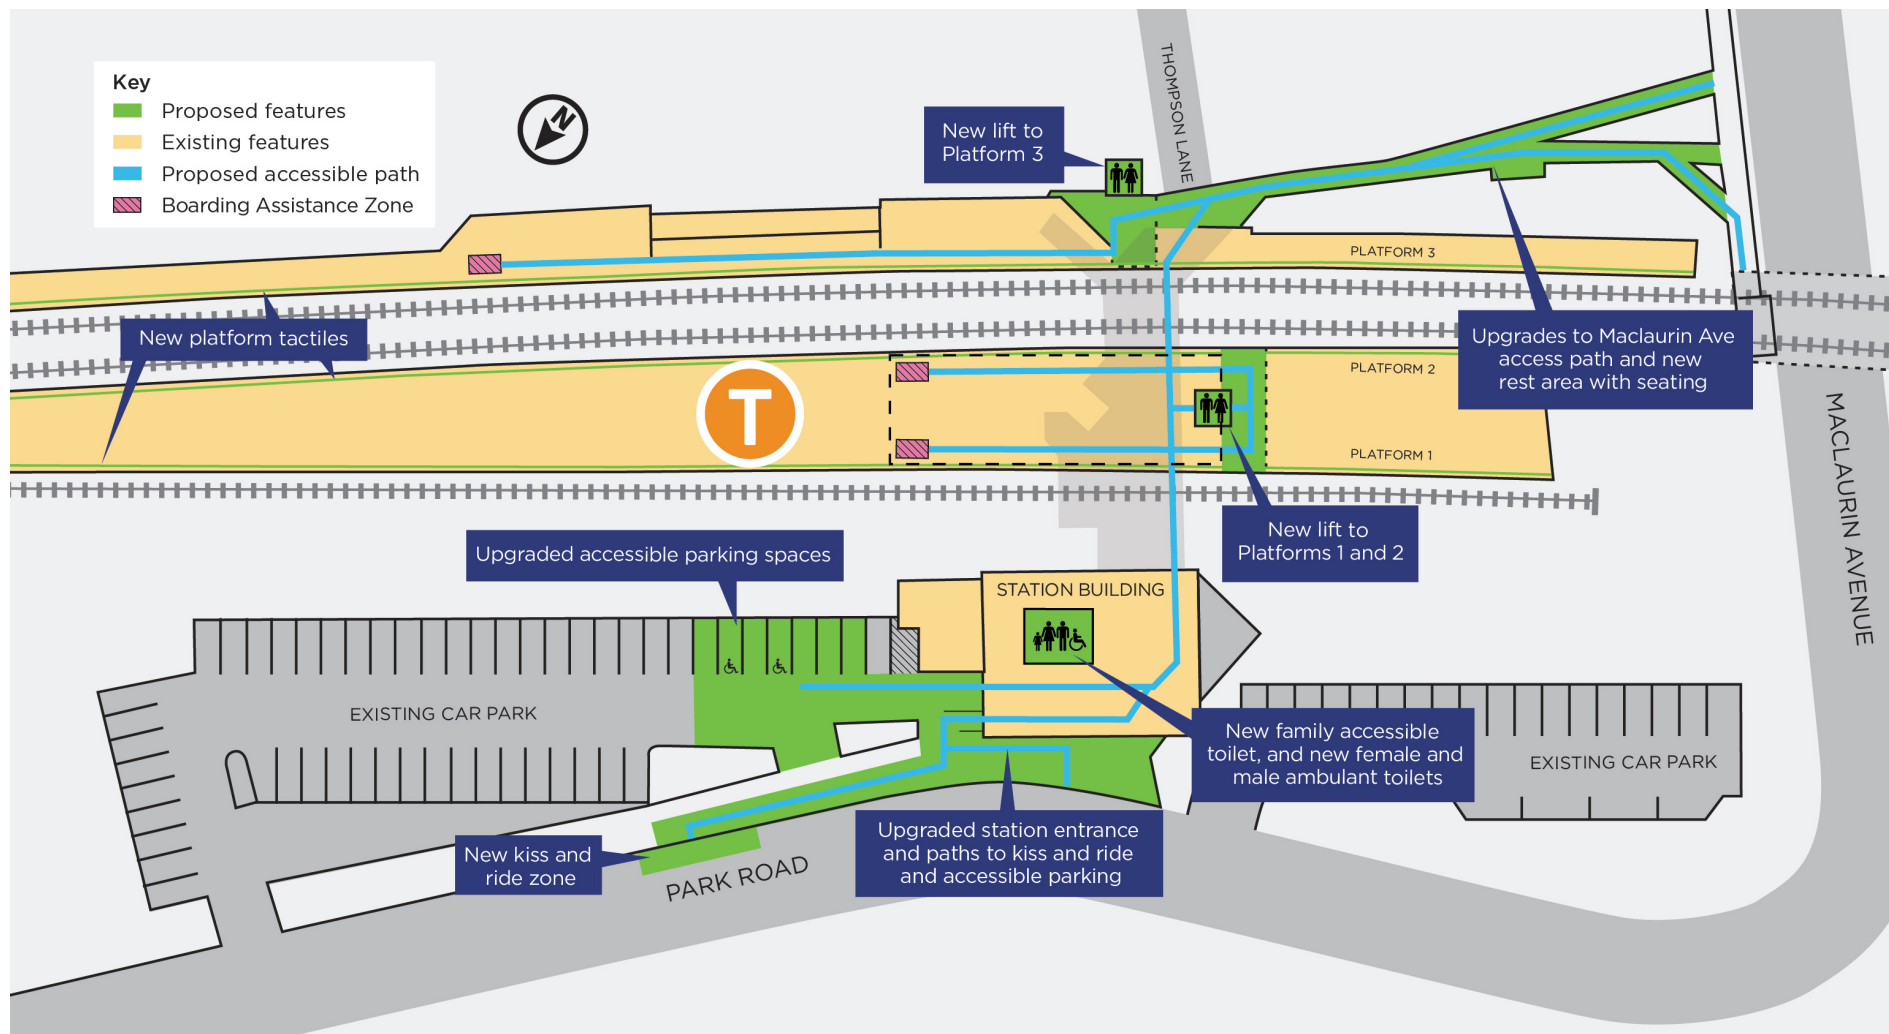 Key
Proposed features
Existing features
Proposed accessible path
Boarding Assistance Zone
N
THOMPSON LANE
New lift to
Platform 3
PLATFORM 3
New platform tactiles
T
PLATFORM 2
PLATFORM 1
Upgrades to Maclaurin Ave
access path and new
rest area with seating
MACLAURIN AVENUE
New lift to
Platforms 1 and 2
Upgraded accessible parking spaces
STATION BUILDING
EXISTING CAR PARK
New family accessible
toilet, and new female and
male ambulant toilets
EXISTING CAR PARK
Upgraded station entrance
and paths to kiss and ride
and accessible parking
New kiss and
ride zone
PARK ROAD